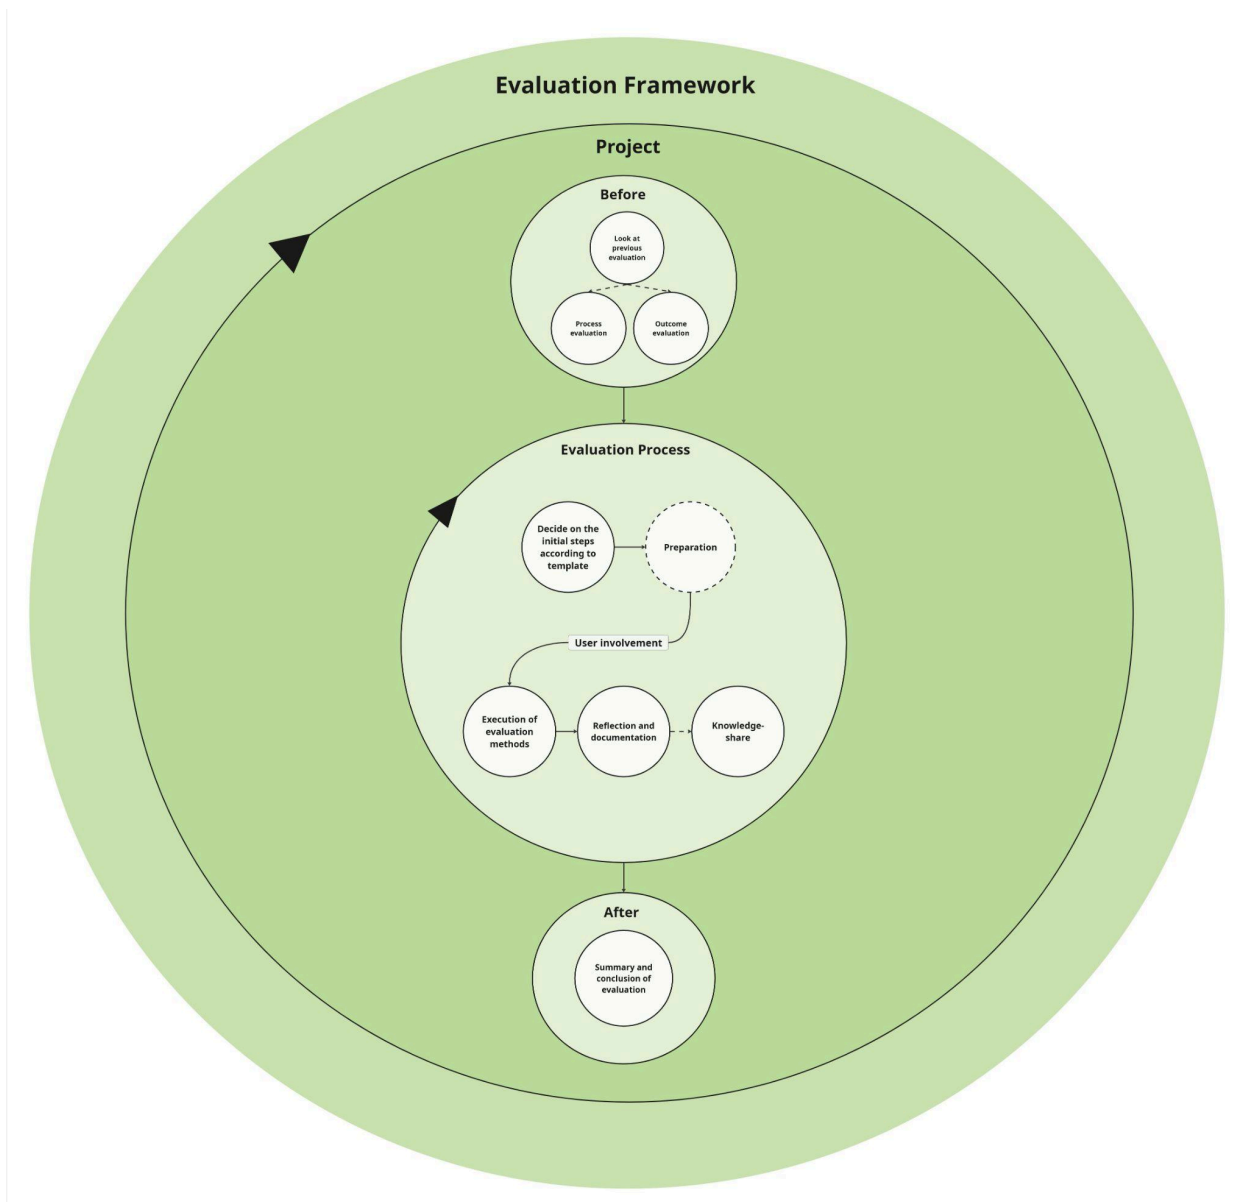 Evaluation Framework
Project
Before
Look at
previous
evaluation
Process
evaluation
Outcome
evaluation
Evaluation Process
Decide on the
initial steps
according to
template
Preparation
User involvement
Execution of
evaluation
methods
Reflection and
documentation
Knowledge-
share
After
Summary and
conclusion of
evaluation